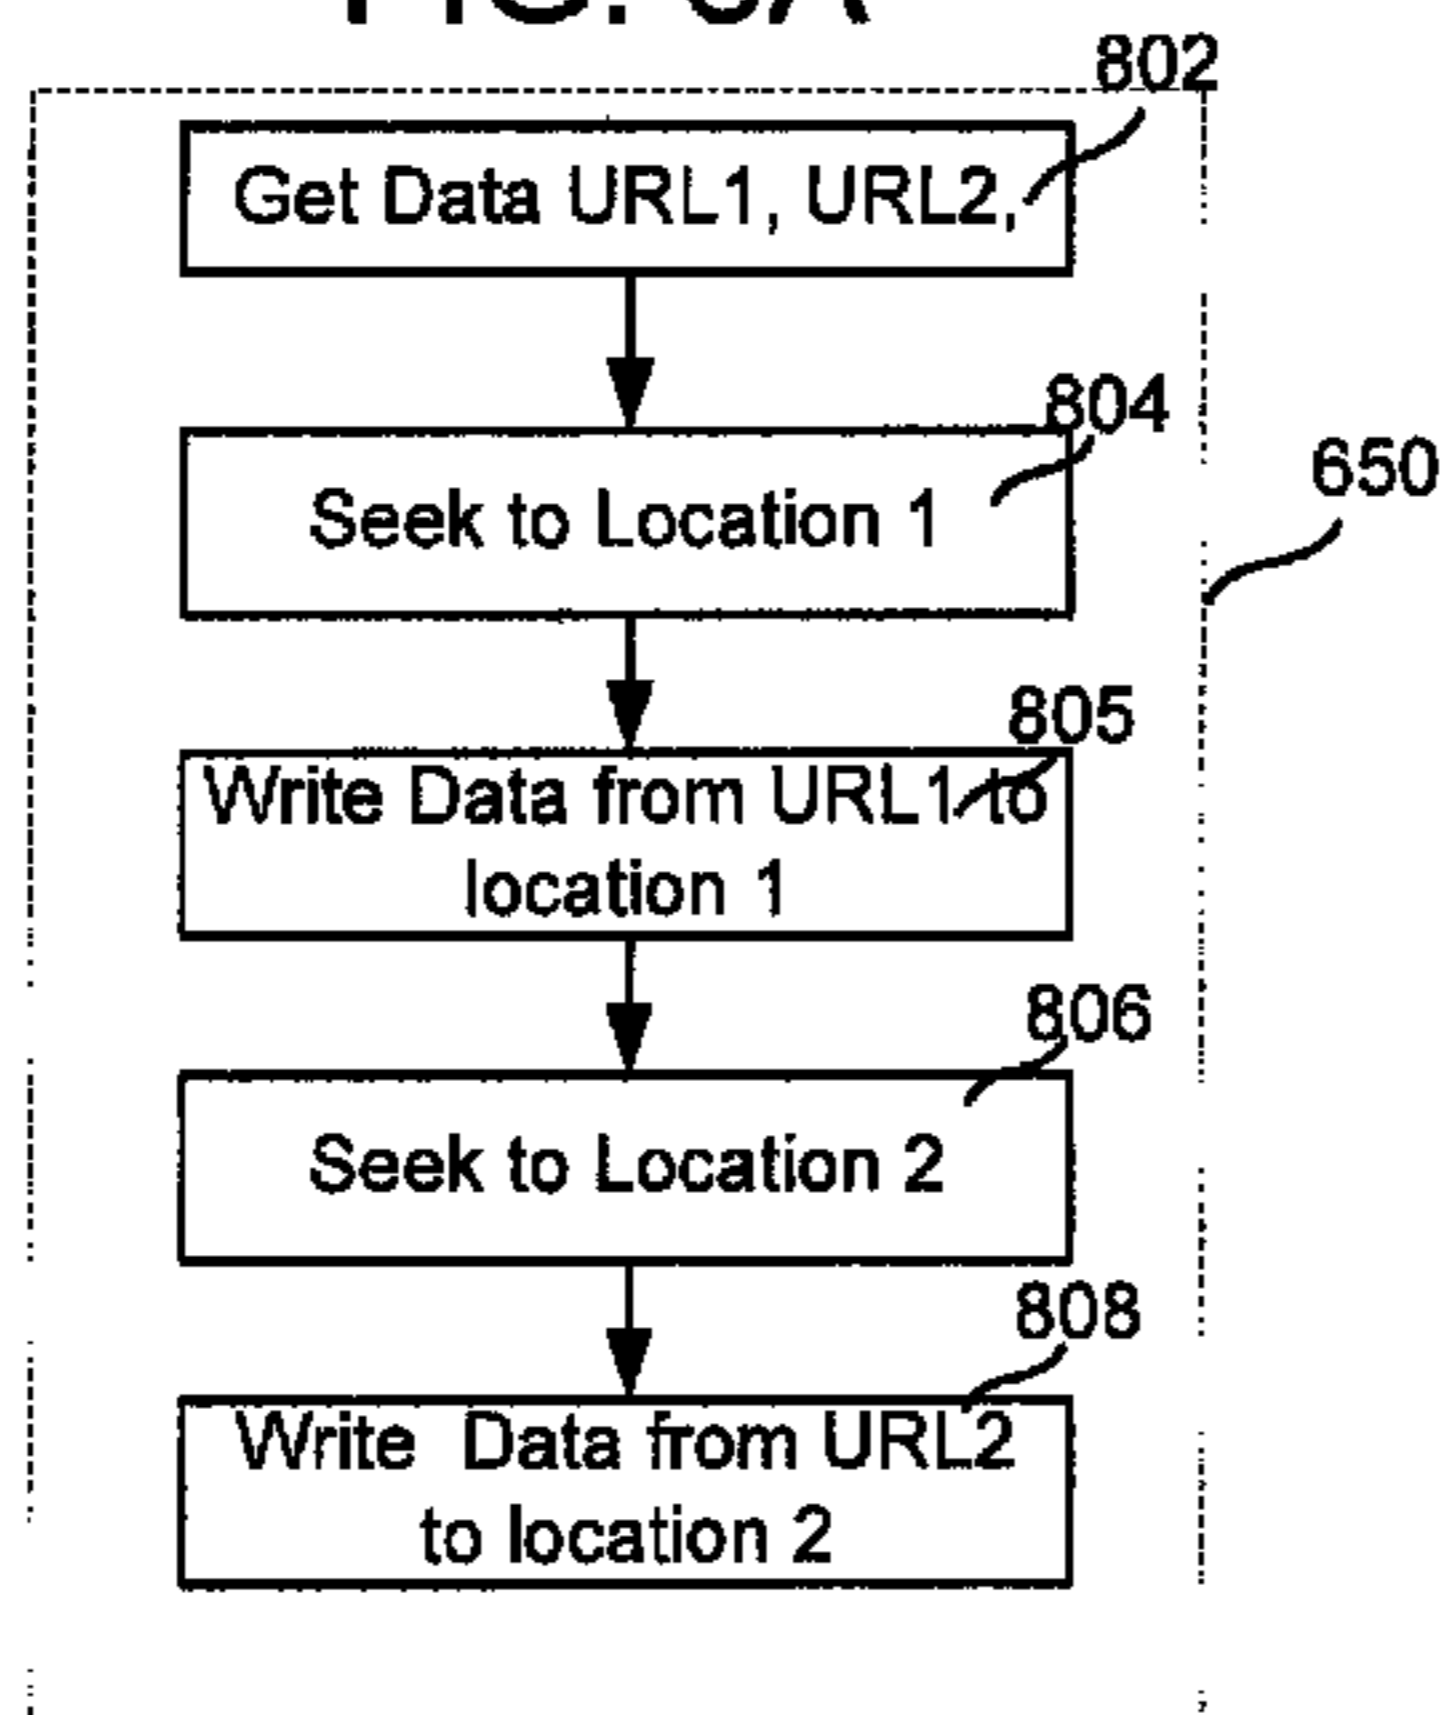 802
Get Data URL1, URL2,
804
Seek to Location 1
650
805
Write Data from URL1 to
location 1
806
Seek to Location 2
808
Write Data from URL2
to location 2